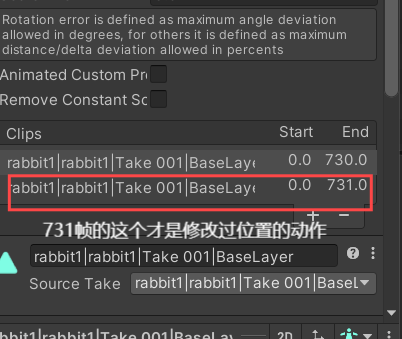 Rotation error is defined as maximum angle deviation
allowed in degrees, for others it is defined as maximum
distance/delta deviation allowed in percents
Animated Custom Pr
Remove Constant Sc
Clips Start End
rabbit1|rabbit1|Take 001|BaseLaye 0.0 730.0
rabbit1|rabbit1|Take 001|BaseLaye 0.0 731.0
+ −
731帧的这个才是修改过位置的动作
rabbit1|rabbit1|Take 001|BaseLayer
Source Take rabbit1|rabbit1|Take 001|BaseL
bbit1|rabbit1|Take 001|BaseLa 2D